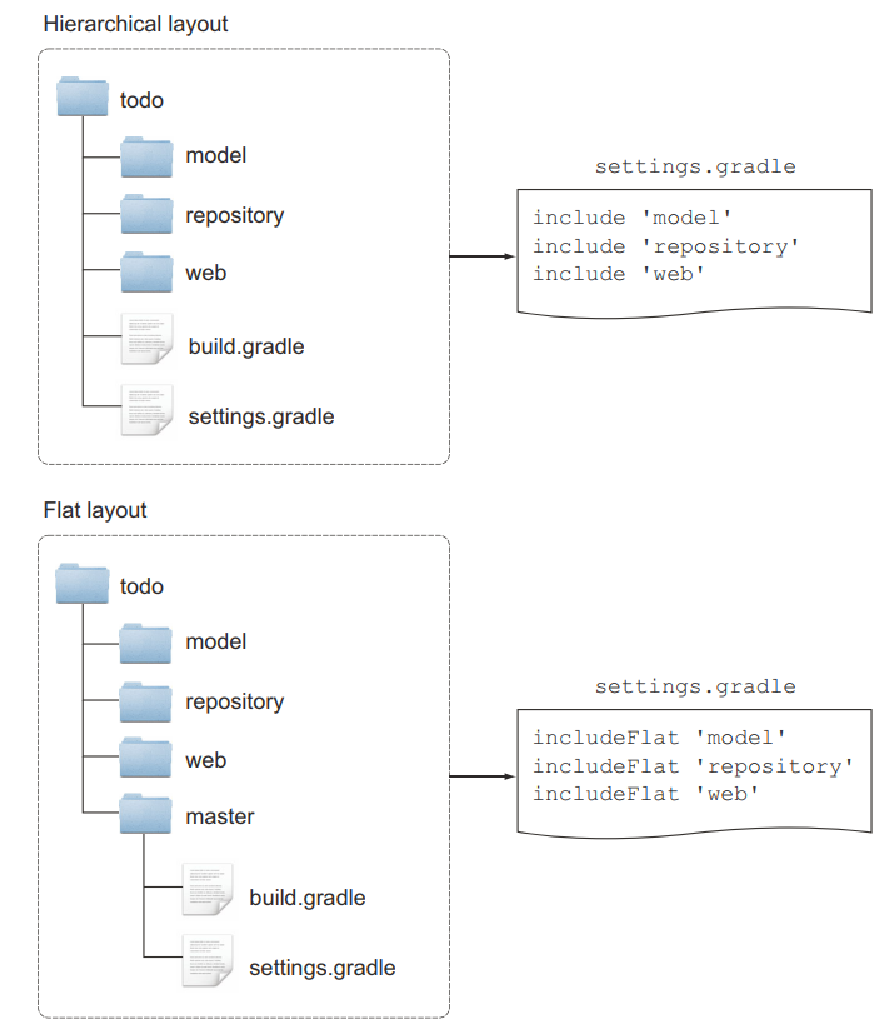 Hierarchical layout
todo
model
repository
web
build.gradle
settings.gradle
settings.gradle
include 'model'
include 'repository'
include 'web'
Flat layout
todo
model
repository
web
master
build.gradle
settings.gradle
settings.gradle
includeFlat 'model'
includeFlat 'repository'
includeFlat 'web'